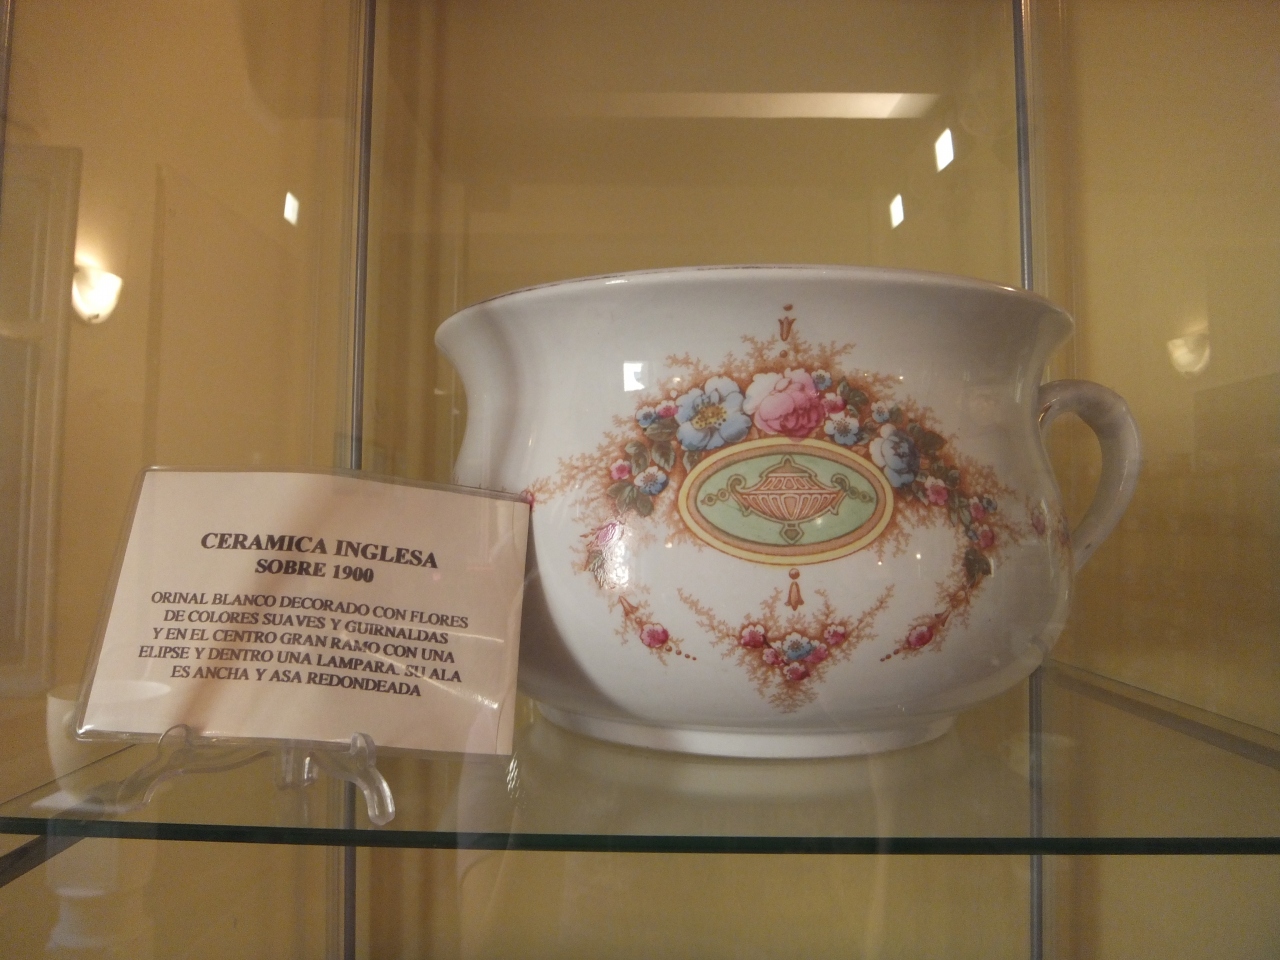 CERAMICA INGLESA
SOBRE 1900
ORINAL BLANCO DECORADO CON FLORES
DE COLORES SUAVES Y GUIRNALDAS
Y EN EL CENTRO GRAN RAMO CON UNA
ELIPSE Y DENTRO UNA LAMPARA. SU ALA
ES ANCHA Y ASA REDONDEADA